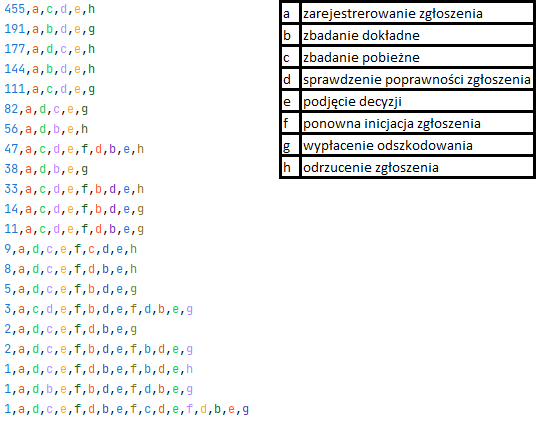 455,a,c,d,e,h
191,a,b,d,e,g
177,a,d,c,e,h
144,a,b,d,e,h
111,a,c,d,e,g
82,a,d,c,e,g
56,a,d,b,e,h
47,a,c,d,e,f,d,b,e,h
38,a,d,b,e,g
33,a,c,d,e,f,b,d,e,h
14,a,c,d,e,f,b,d,e,g
11,a,c,d,e,f,d,b,e,g
9,a,d,c,e,f,c,d,e,h
8,a,d,c,e,f,d,b,e,h
5,a,d,c,e,f,b,d,e,g
3,a,c,d,e,f,b,d,e,f,d,b,e,g
2,a,d,c,e,f,d,b,e,g
2,a,d,c,e,f,b,d,e,f,b,d,e,g
1,a,d,c,e,f,d,b,e,f,b,d,e,h
1,a,d,b,e,f,b,d,e,f,d,b,e,g
1,a,d,c,e,f,d,b,e,f,c,d,e,f,d,b,e,g
a zarejestrerowanie zgłoszenia
b zbadanie dokładne
c zbadanie pobieżne
d sprawdzenie poprawności zgłoszenia
e podjęcie decyzji
f ponowna inicjacja zgłoszenia
g wypłacenie odszkodowania
h odrzucenie zgłoszenia